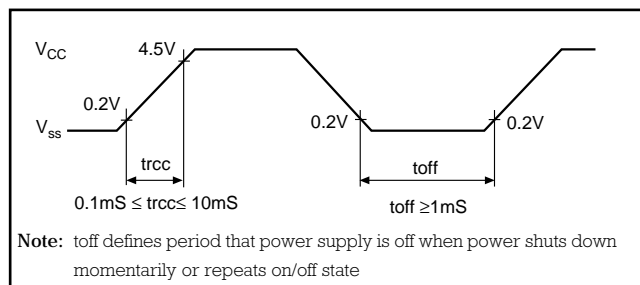 VCC
4.5V
0.2V
Vss
0.2V
0.2V
trcc
toff
0.1mS ≤ trcc≤ 10mS
toff ≥1mS
Note: toff defines period that power supply is off when power shuts down
momentarily or repeats on/off state